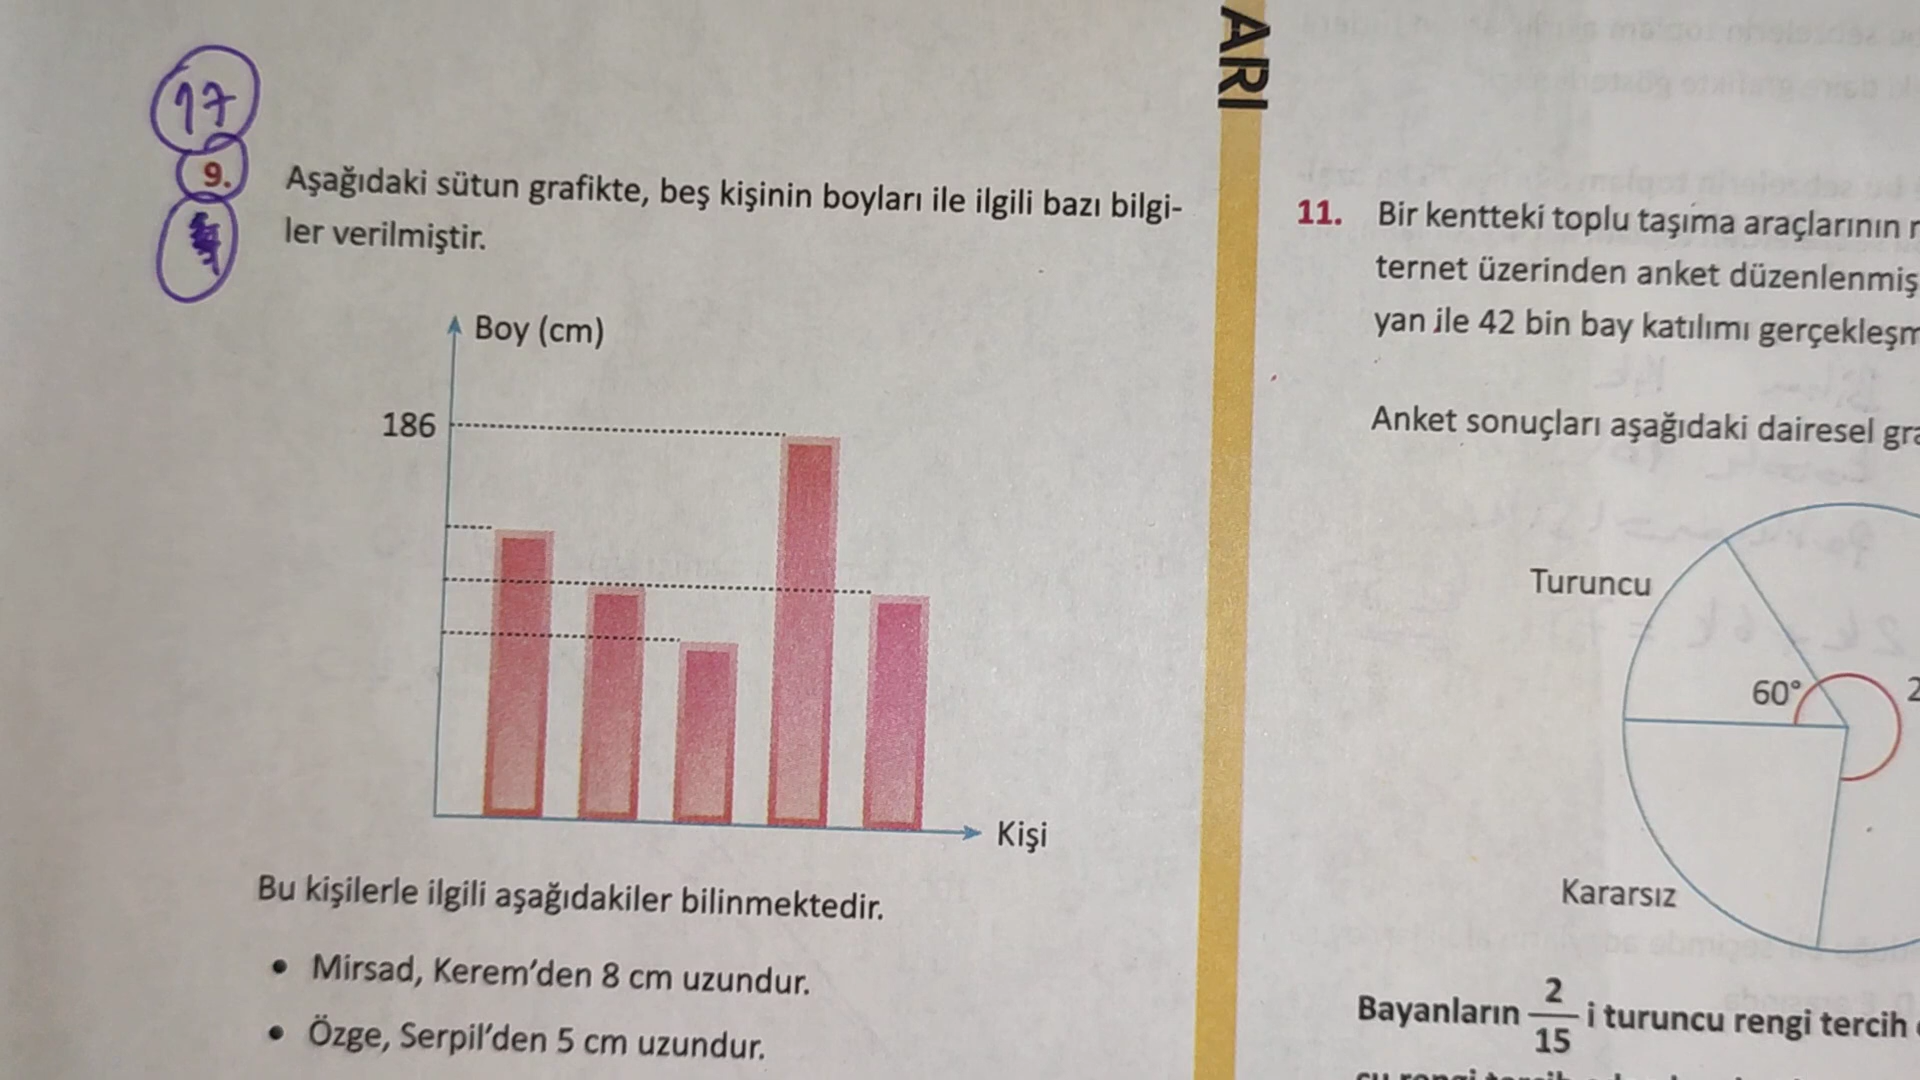 17
9. Aşağıdaki sütun grafikte, beş kişinin boyları ile ilgili bazı bilgi-
ler verilmiştir.
Boy (cm)
186
Kişi
Bu kişilerle ilgili aşağıdakiler bilinmektedir.
• Mirsad, Kerem’den 8 cm uzundur.
• Özge, Serpil’den 5 cm uzundur.
ARI
11. Bir kentteki toplu taşıma araçlarının
ternet üzerinden anket düzenlenmiş
yan ile 42 bin bay katılımı gerçekleşm
Anket sonuçları aşağıdaki dairesel gra
Turuncu
60°
2
Kararsız
Bayanların 2/15 i turuncu rengi tercih